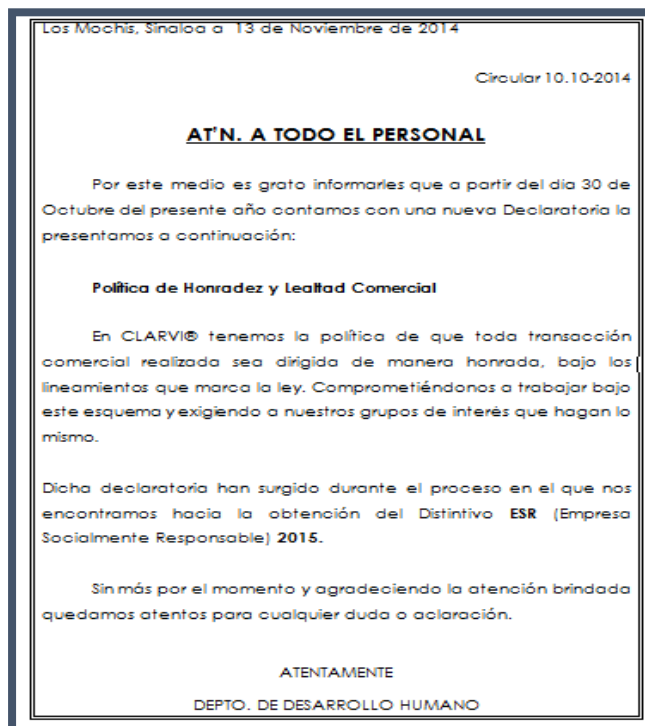 Los Mochis, Sinaloa a 13 de Noviembre de 2014
Circular 10.10-2014
AT'N. A TODO EL PERSONAL
Por este medio es grato informarles que a partir del dia 30 de
Octubre del presente año contamos con una nueva Declaratoria la
presentamos a continuación:
Política de Honradez y Lealtad Comercial
En CLARVI® tenemos la política de que toda transacción
comercial realizada sea dirigida de manera honrada, bajo los
lineamientos que marca la ley. Comprometiéndonos a trabajar bajo
este esquema y exigiendo a nuestros grupos de interés que hagan lo
mismo.
Dicha declaratoria han surgido durante el proceso en el que nos
encontramos hacia la obtención del Distintivo ESR (Empresa
Socialmente Responsable) 2015.
Sin más por el momento y agradeciendo la atención brindada
quedamos atentos para cualquier duda o aclaración.
ATENTAMENTE
DEPTO. DE DESARROLLO HUMANO